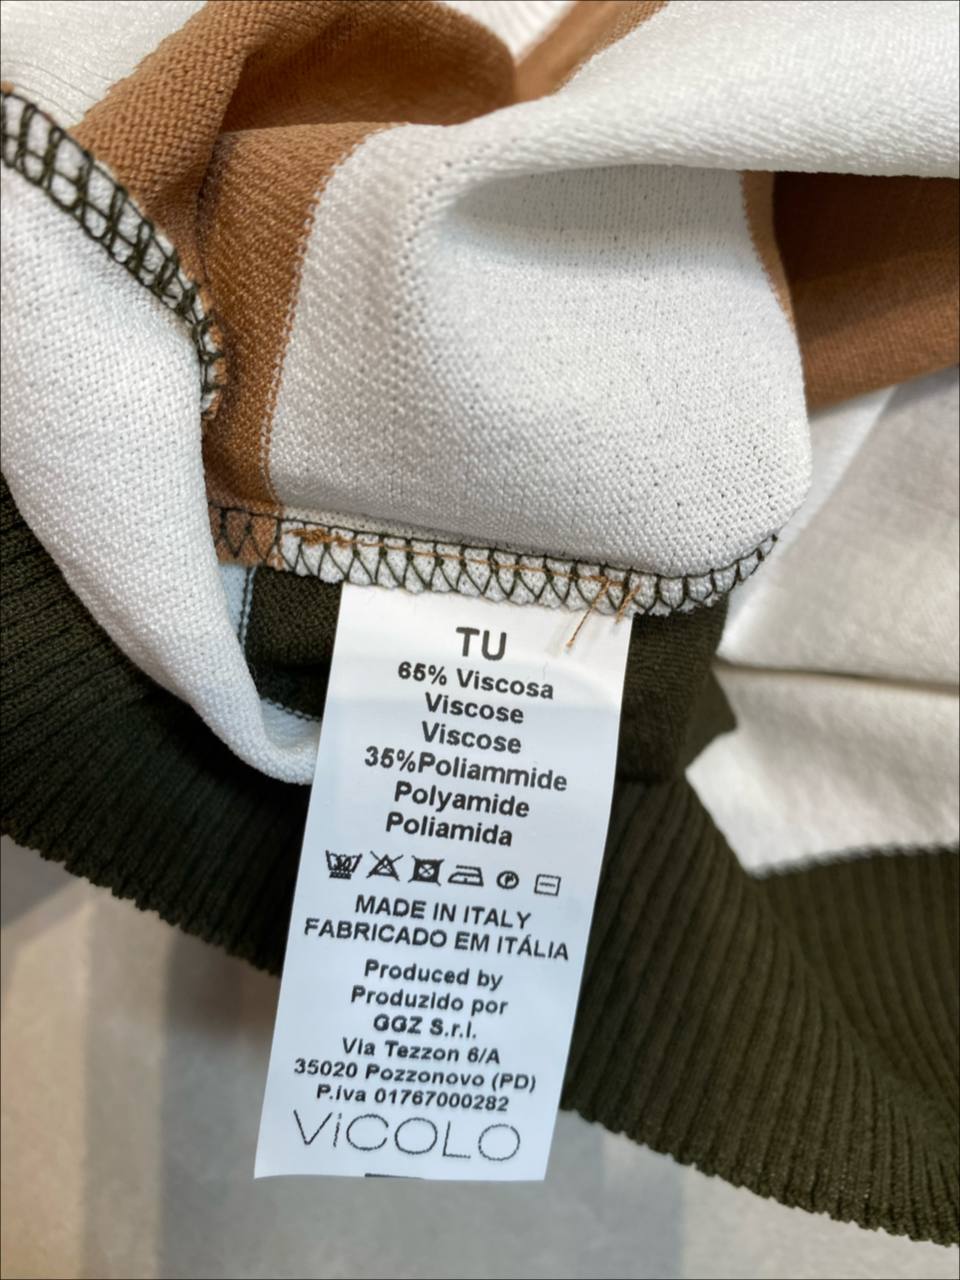 TU
65% Viscosa
Viscose
Viscose
35%Poliammide
Polyamide
Poliamida
MADE IN ITALY
FABRICADO EM ITÁLIA
Produced by
Produzido por
GGZ S.r.l.
Via Tezzon 6/A
35020 Pozzonovo (PD)
P.iva 01767000282
ViCOLO